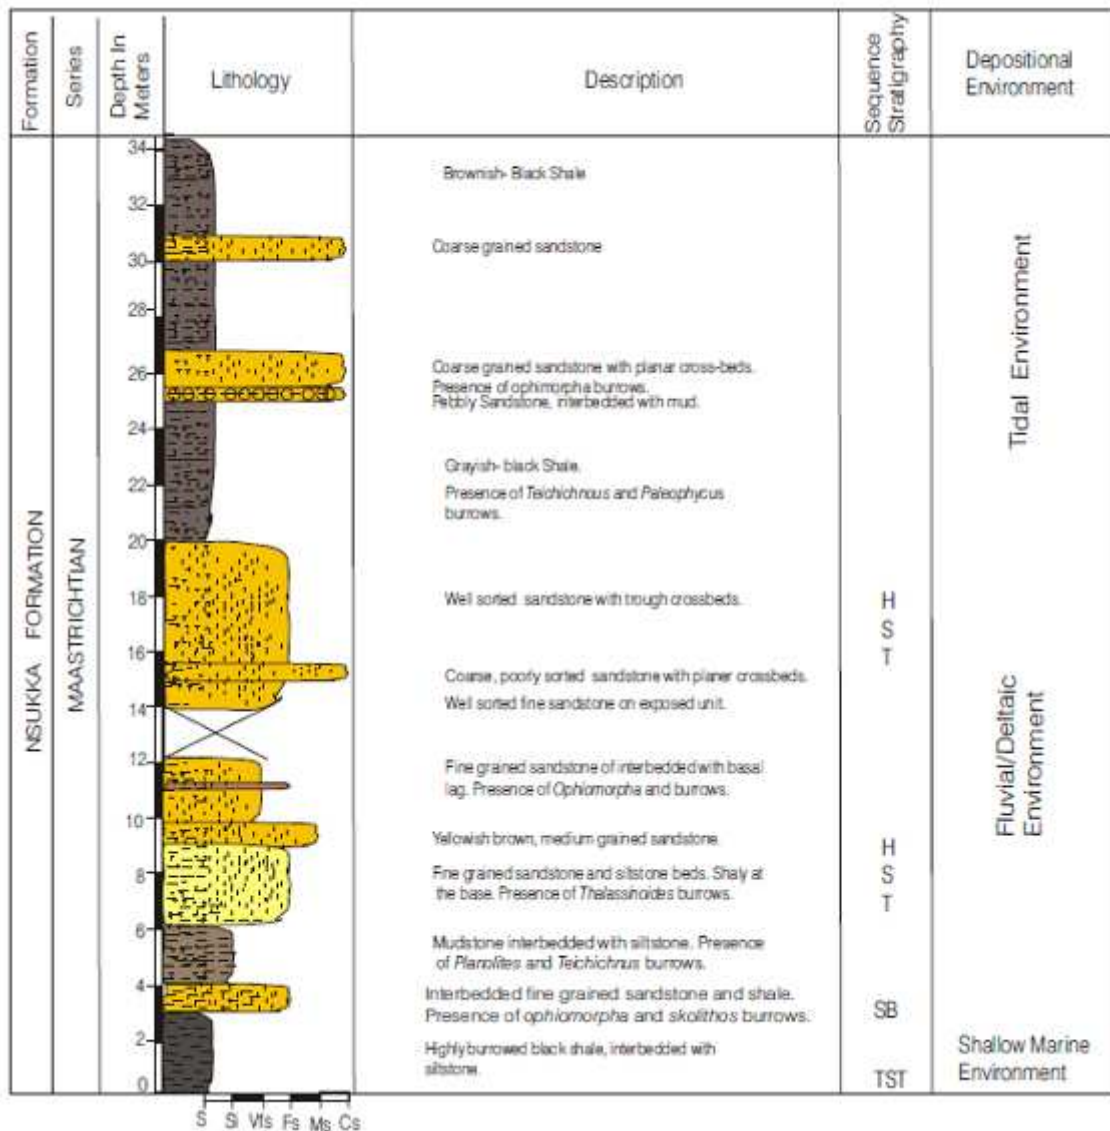 Formation
Series
Depth In
Meters
Lithology
Description
Sequence
Stratigraphy
Depositional
Environment
NSUKKA FORMATION
MAASTRICHTIAN
34
32
30
28
26
24
22
20
18
16
14
12
10
8
6
4
2
0
Brownish- Black Shale
Coarse grained sandstone
Coarse grained sandstone with planar cross-beds.
Presence of ophimorpha burrows.
Pebbly Sandstone, interbedded with mud.
Grayish- black Shale.
Presence of Teichichnous and Paleophycus
burrows.
Well sorted sandstone with trough crossbeds.
Coarse, poorly sorted sandstone with planer crossbeds.
Well sorted fine sandstone on exposed unit.
Fine grained sandstone of interbedded with basal
lag. Presence of Ophiomorpha and burrows.
Yellowish brown, medium grained sandstone.
Fine grained sandstone and siltstone beds. Shaly at
the base. Presence of Thalassinoides burrows.
Mudstone interbedded with siltstone. Presence
of Planolites and Teichichnus burrows.
Interbedded fine grained sandstone and shale.
Presence of ophiomorpha and skolithos burrows.
Highly burrowed black shale, interbedded with
siltstone.
H
S
T
H
S
T
SB
TST
Tidal Environment
Fluvial/Deltaic
Environment
Shallow Marine
Environment
S Si Vfs Fs Ms Cs